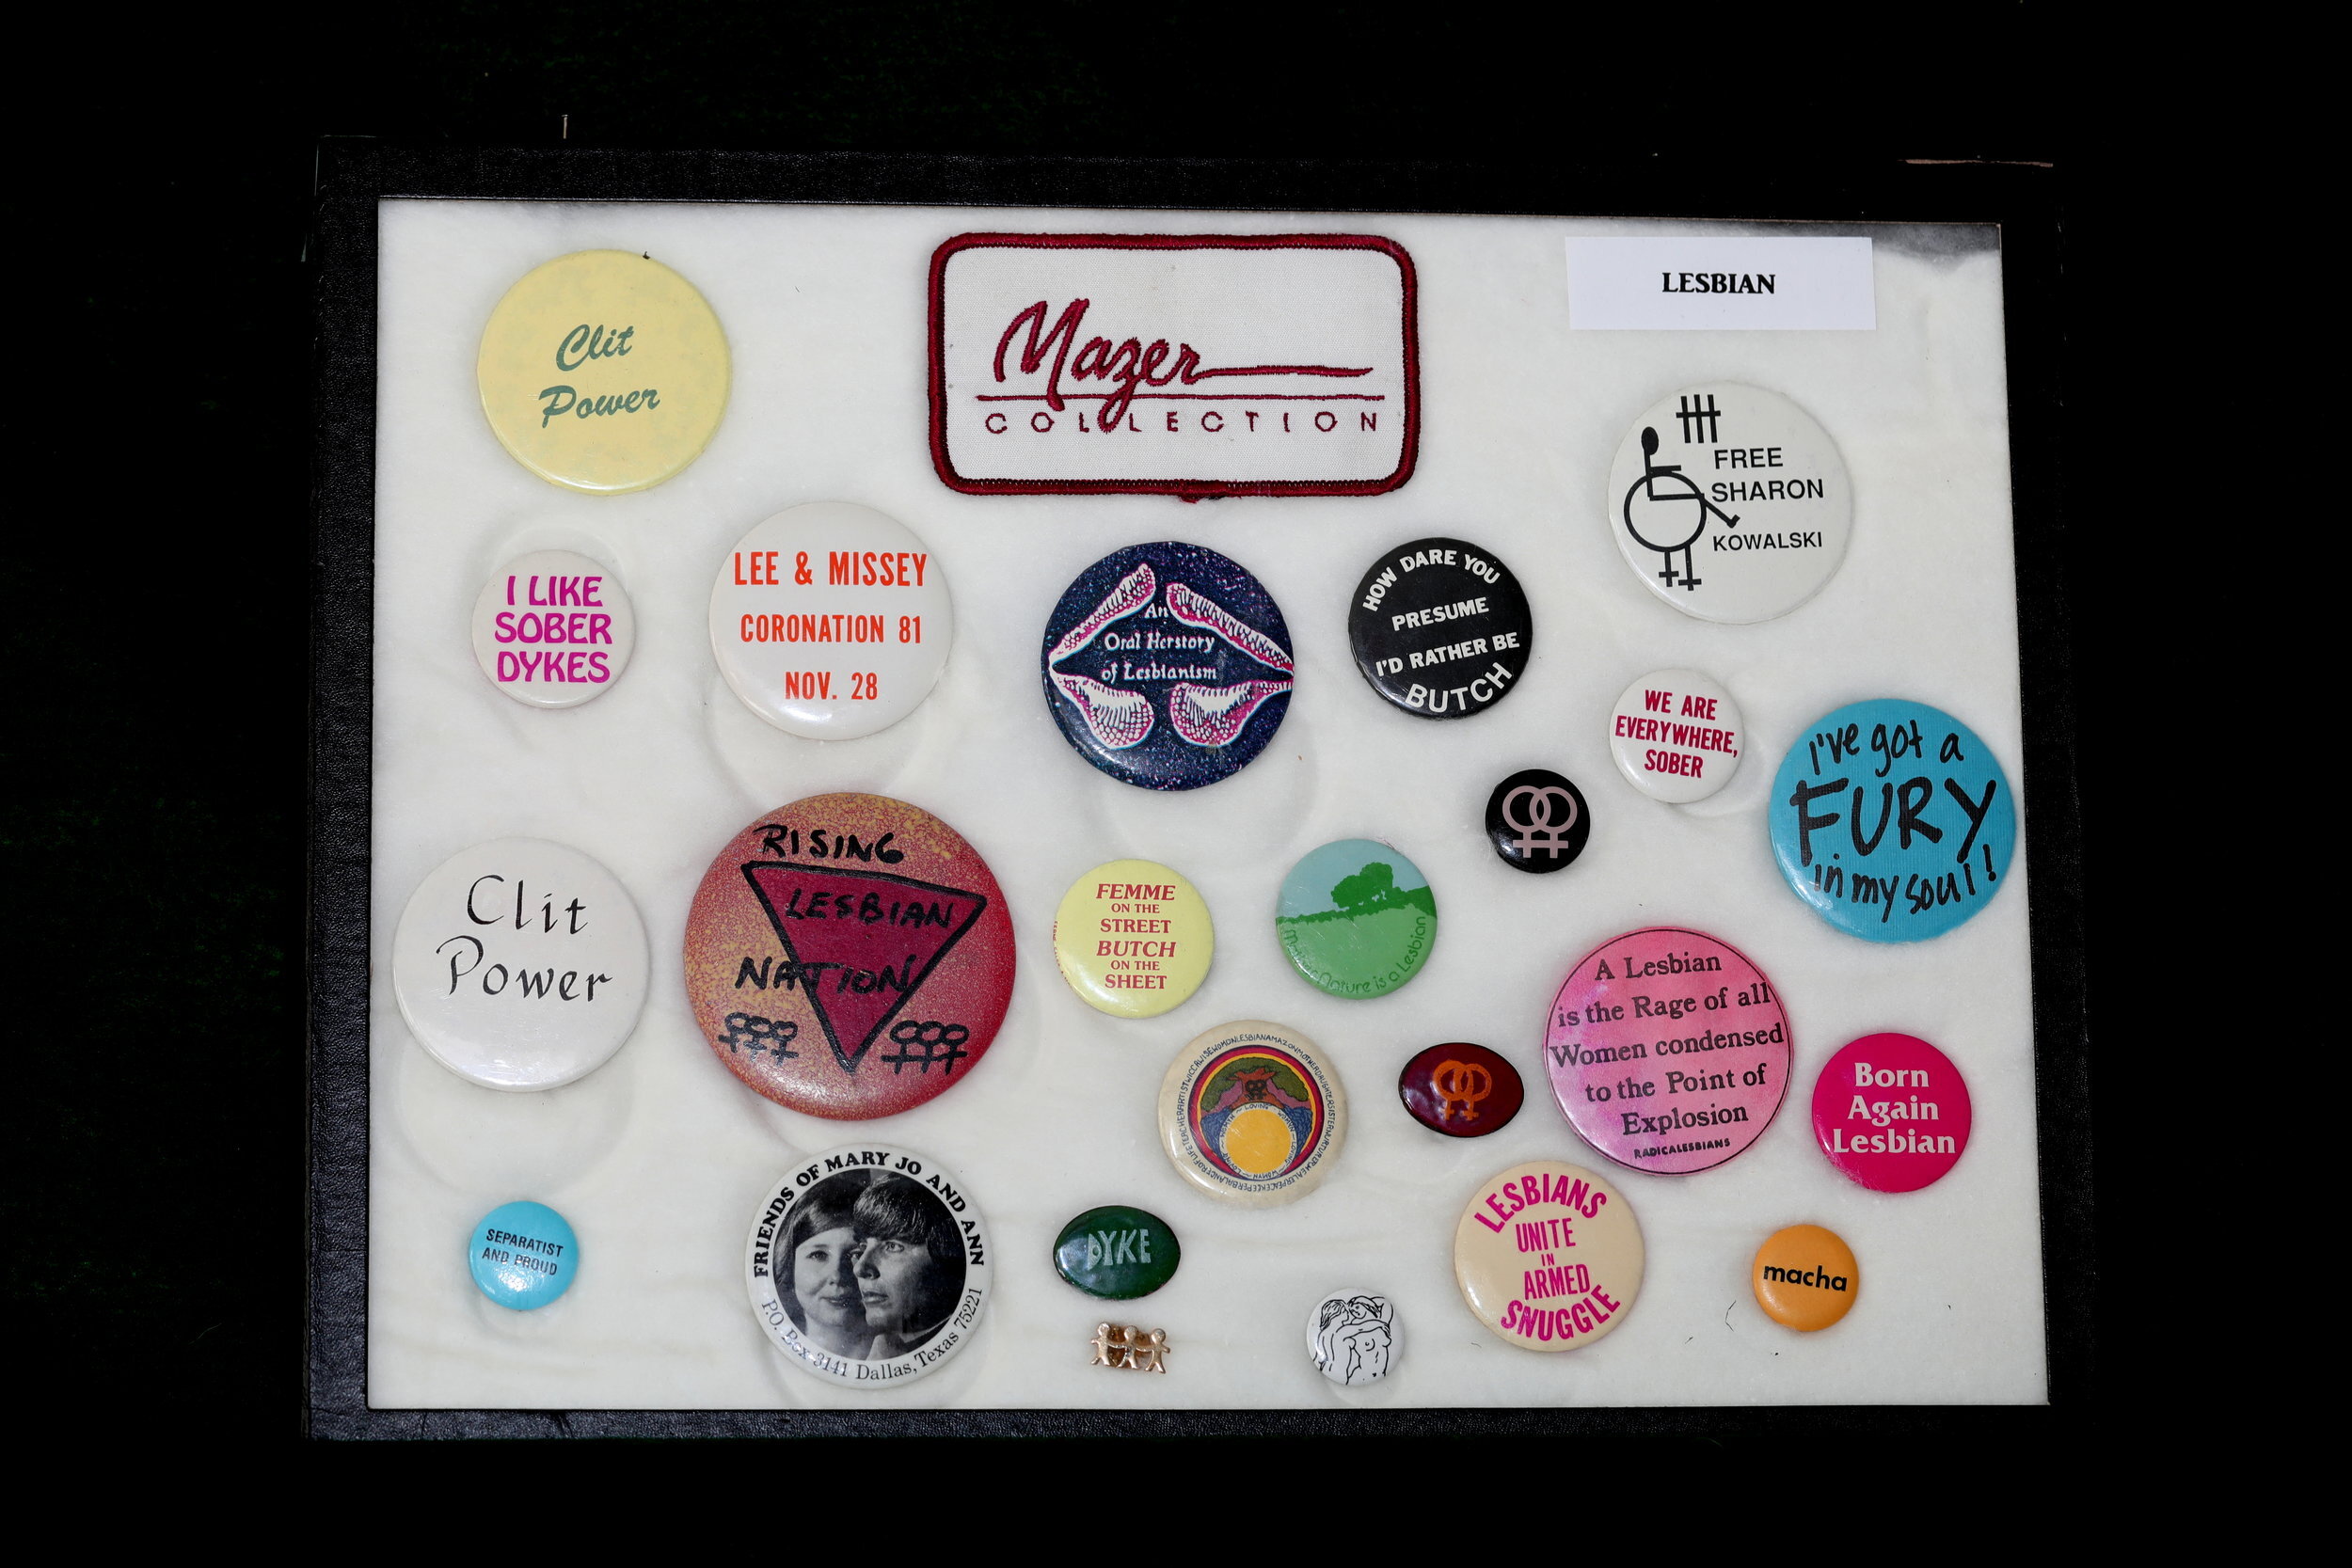 Clit
Power
Mazer
COLLECTION
LESBIAN
FREE
SHARON
KOWALSKI
I LIKE
SOBER
DYKES
LEE & MISSEY
CORONATION 81
NOV. 28
An
Oral Herstory
of Lesbianism
HOW DARE YOU
PRESUME
I'D RATHER BE
BUTCH
WE ARE
EVERYWHERE,
SOBER
I've got a
FURY
in my soul!
Clit
Power
RISING
LESBIAN
NATION
FEMME
ON THE
STREET
BUTCH
ON THE
SHEET
Mother Nature is a Lesbian
A Lesbian
is the Rage of all
Women condensed
to the Point of
Explosion
RADICALESBIANS
Born
Again
Lesbian
SEPARATIST
AND PROUD
FRIENDS OF MARY JO AND ANN
P.O. Box 3141 Dallas, Texas 75221
DYKE
LESBIANS
UNITE
IN
ARMED
SNUGGLE
macha